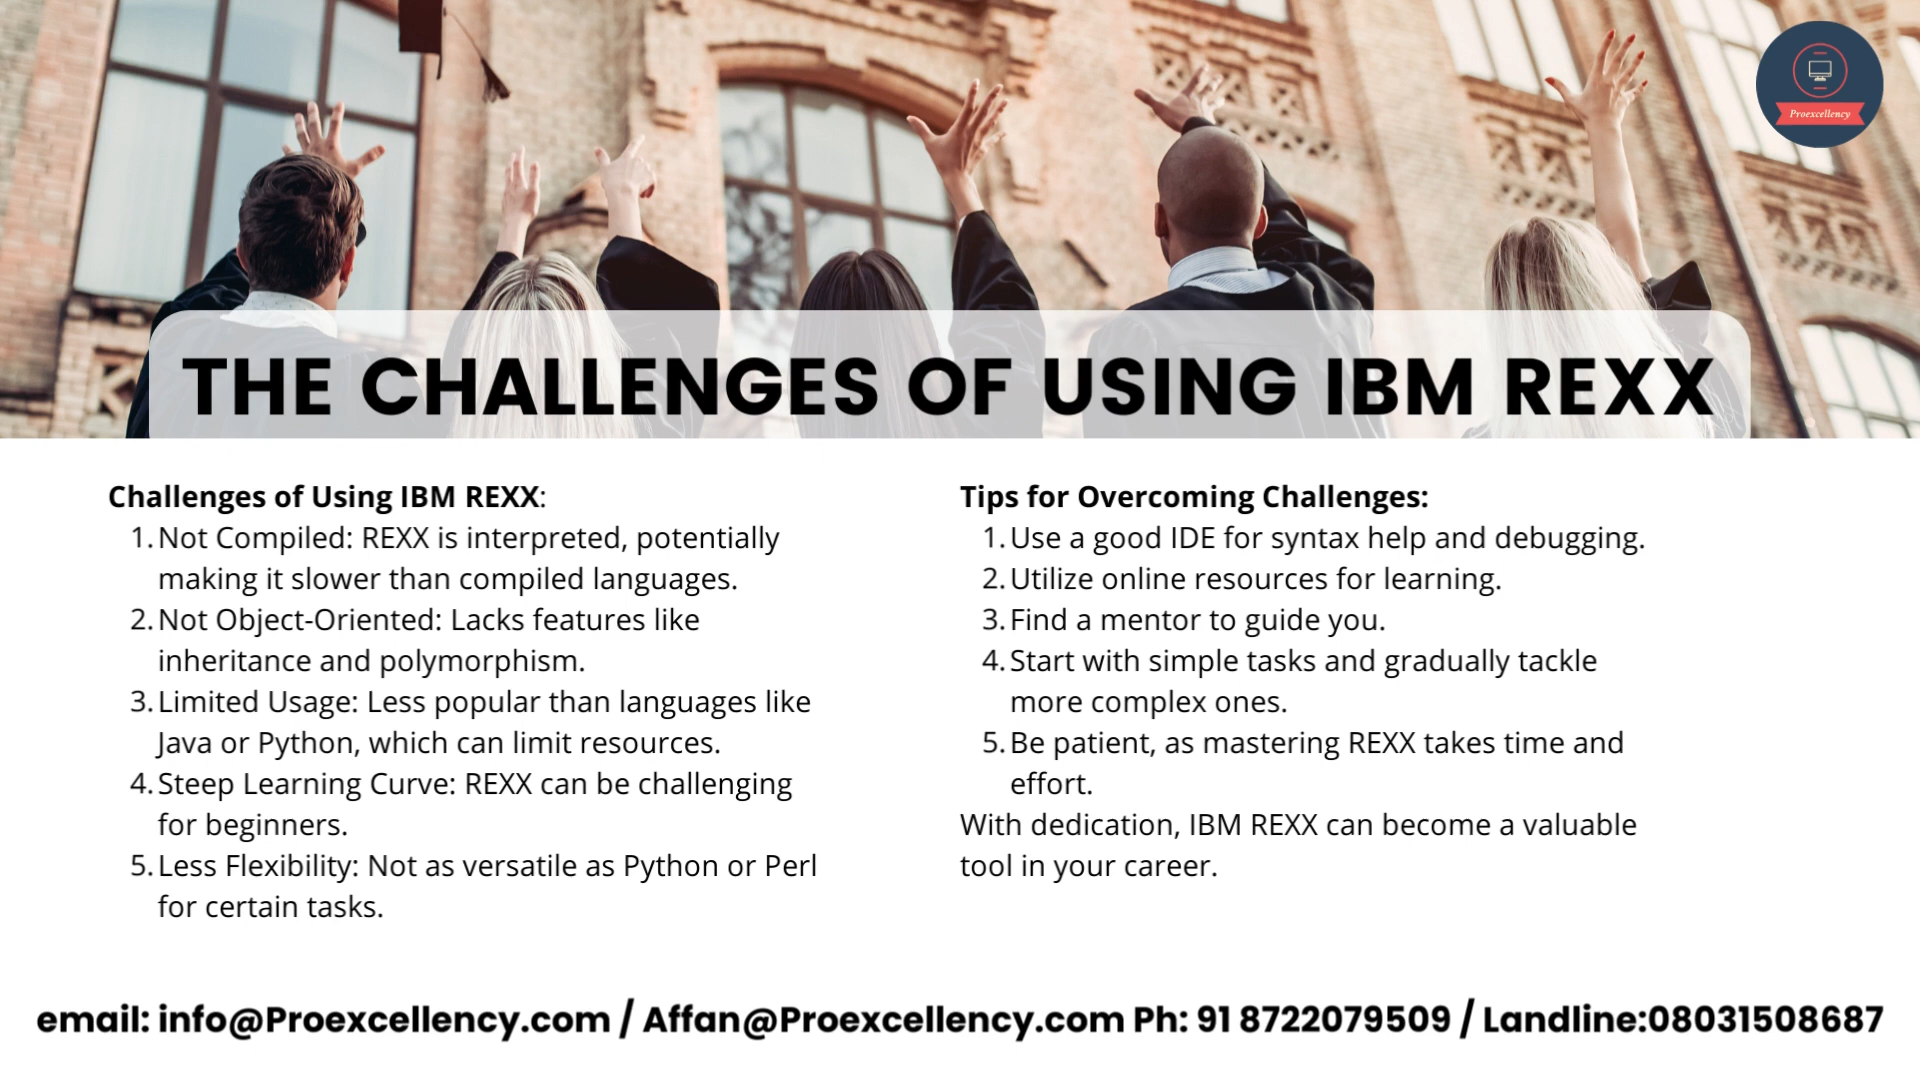 Proexcellency
THE CHALLENGES OF USING IBM REXX
Challenges of Using IBM REXX:
1. Not Compiled: REXX is interpreted, potentially
making it slower than compiled languages.
2. Not Object-Oriented: Lacks features like
inheritance and polymorphism.
3. Limited Usage: Less popular than languages like
Java or Python, which can limit resources.
4. Steep Learning Curve: REXX can be challenging
for beginners.
5. Less Flexibility: Not as versatile as Python or Perl
for certain tasks.
Tips for Overcoming Challenges:
1. Use a good IDE for syntax help and debugging.
2. Utilize online resources for learning.
3. Find a mentor to guide you.
4. Start with simple tasks and gradually tackle
more complex ones.
5. Be patient, as mastering REXX takes time and
effort.
With dedication, IBM REXX can become a valuable
tool in your career.
email: info@Proexcellency.com / Affan@Proexcellency.com Ph: 91 8722079509 / Landline:08031508687